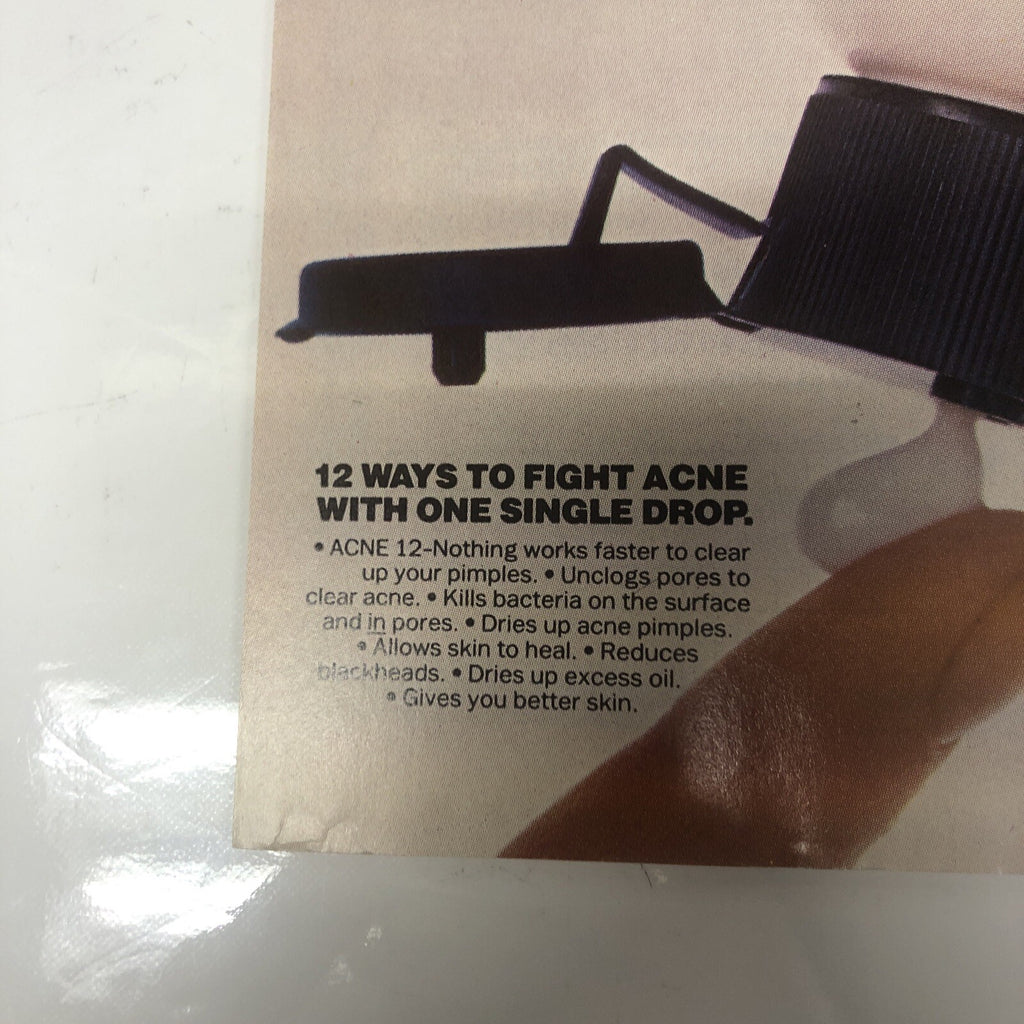 12 WAYS TO FIGHT ACNE
WITH ONE SINGLE DROP.
• ACNE 12-Nothing works faster to clear
up your pimples. • Unclogs pores to
clear acne. • Kills bacteria on the surface
and in pores. • Dries up acne pimples.
• Allows skin to heal. • Reduces
blackheads. • Dries up excess oil.
• Gives you better skin.